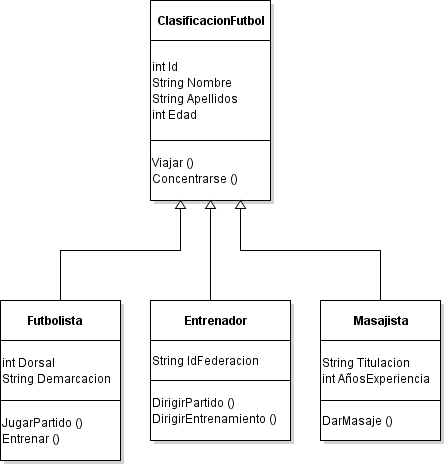 ClasificacionFutbol
int Id
String Nombre
String Apellidos
int Edad
Viajar ()
Concentrarse ()
Futbolista
int Dorsal
String Demarcacion
JugarPartido ()
Entrenar ()
Entrenador
String IdFederacion
DirigirPartido ()
DirigirEntrenamiento ()
Masajista
String Titulacion
int AñosExperiencia
DarMasaje ()